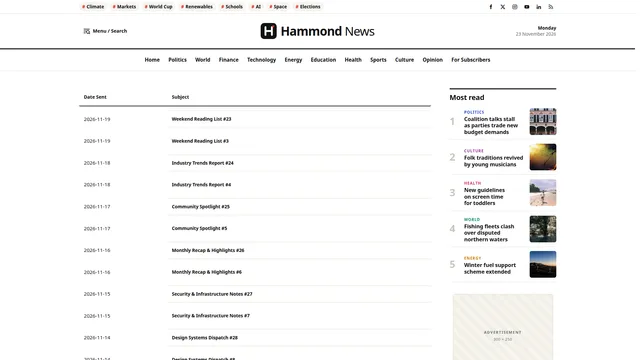 # Climate # Markets # World Cup # Renewables # Schools # AI # Space # Elections
Menu / Search
H Hammond News
Monday
23 November 2026
Home Politics World Finance Technology Energy Education Health Sports Culture Opinion For Subscribers
Date Sent Subject
2026-11-19 Weekend Reading List #23
2026-11-19 Weekend Reading List #3
2026-11-18 Industry Trends Report #24
2026-11-18 Industry Trends Report #4
2026-11-17 Community Spotlight #25
2026-11-17 Community Spotlight #5
2026-11-16 Monthly Recap & Highlights #26
2026-11-16 Monthly Recap & Highlights #6
2026-11-15 Security & Infrastructure Notes #27
2026-11-15 Security & Infrastructure Notes #7
2026-11-14 Design Systems Dispatch #28
2026-11-14 Design Systems Dispatch #8
Most read
1
POLITICS
Coalition talks stall
as parties trade new
budget demands
2
CULTURE
Folk traditions revived
by young musicians
3
HEALTH
New guidelines
on screen time
for toddlers
4
WORLD
Fishing fleets clash
over disputed
northern waters
5
ENERGY
Winter fuel support
scheme extended
ADVERTISEMENT